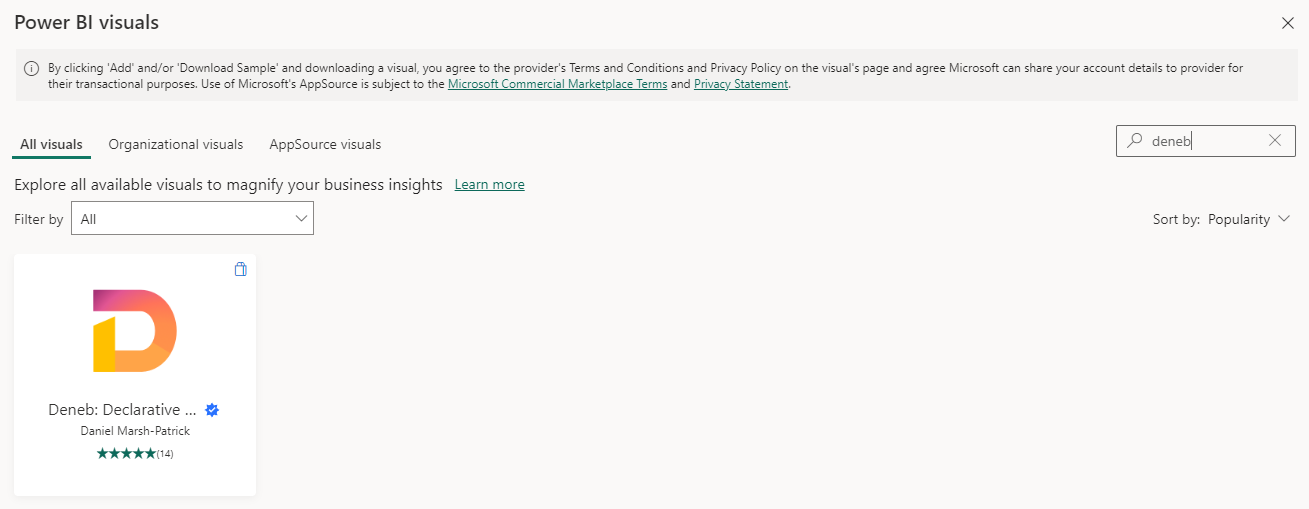 Power BI visuals
By clicking 'Add' and/or 'Download Sample' and downloading a visual, you agree to the provider's Terms and Conditions and Privacy Policy on the visual's page and agree Microsoft can share your account details to provider for
their transactional purposes. Use of Microsoft's AppSource is subject to the Microsoft Commercial Marketplace Terms and Privacy Statement.
All visuals Organizational visuals AppSource visuals deneb
Explore all available visuals to magnify your business insights Learn more
Filter by All Sort by: Popularity
Deneb: Declarative ...
Daniel Marsh-Patrick
(14)